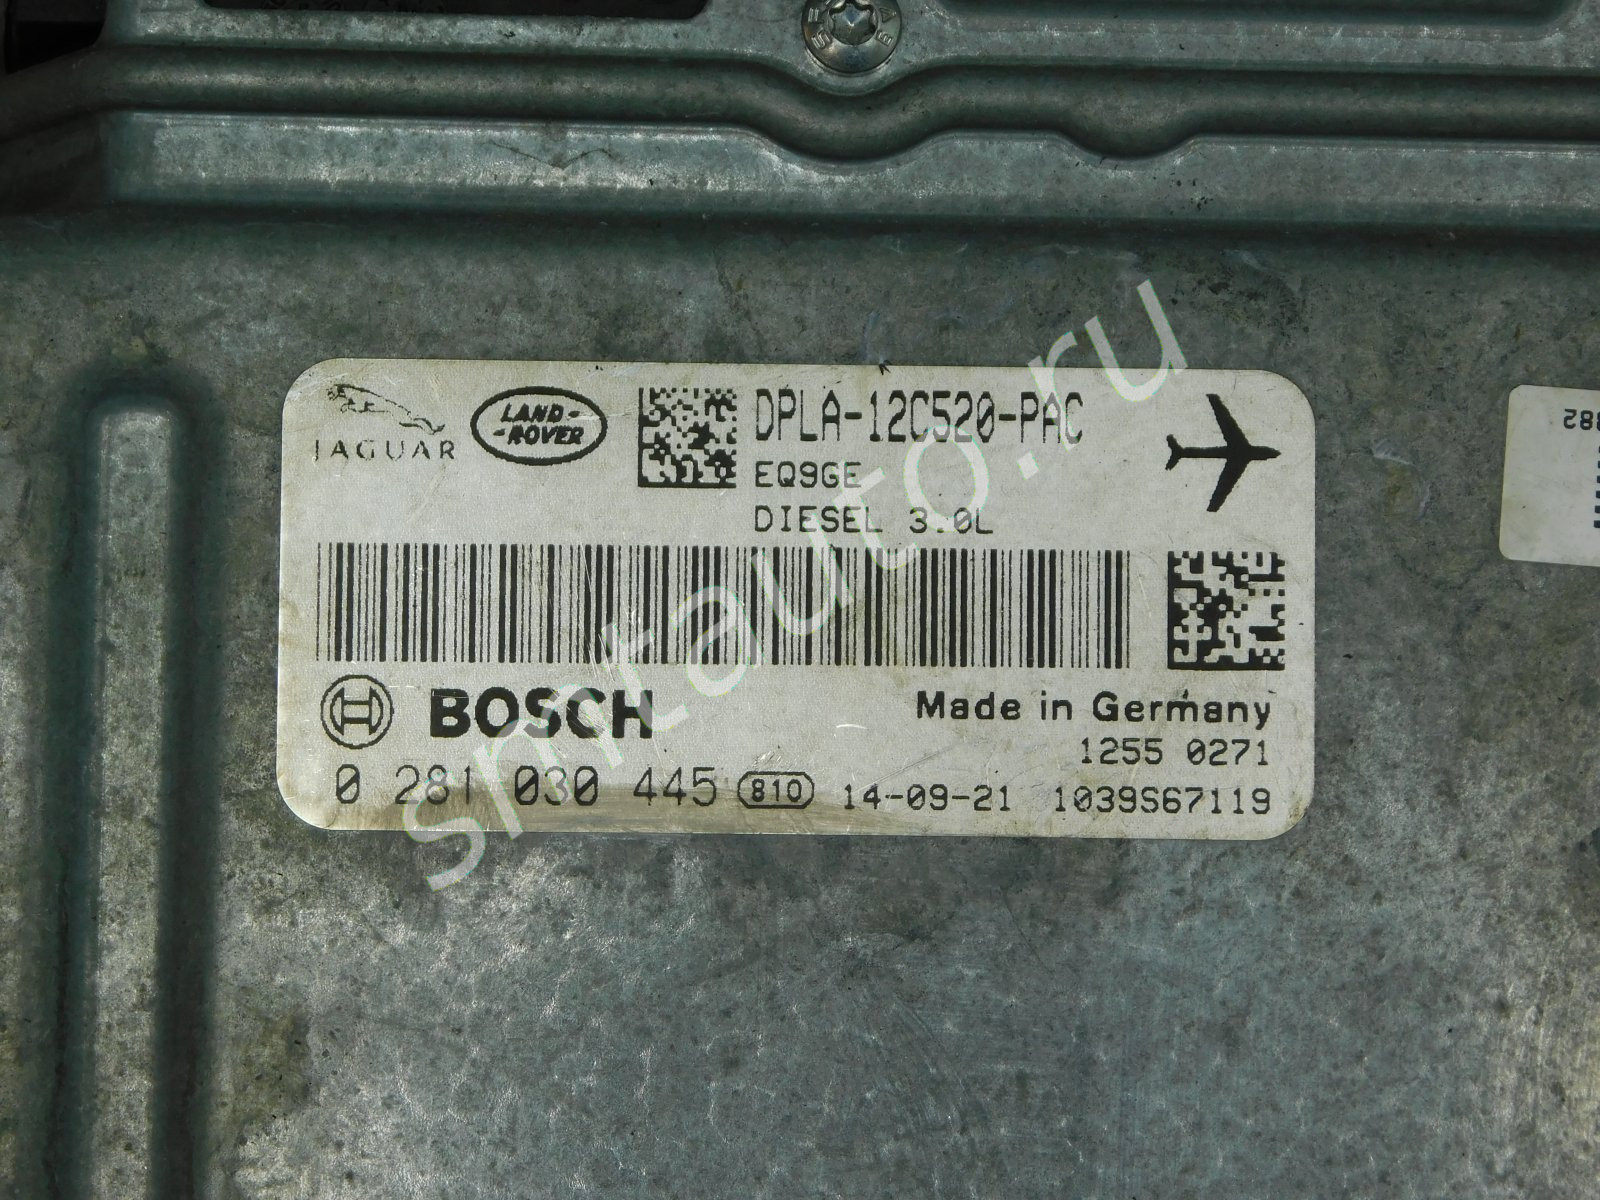 JAGUAR
LAND-
-ROVER
DPLA-12C520-PAC
EQ9GE
DIESEL 3.0L
BOSCH
Made in Germany
1255 0271
0 281 030 445 810 14-09-21 1039S67119
smtauto.ru